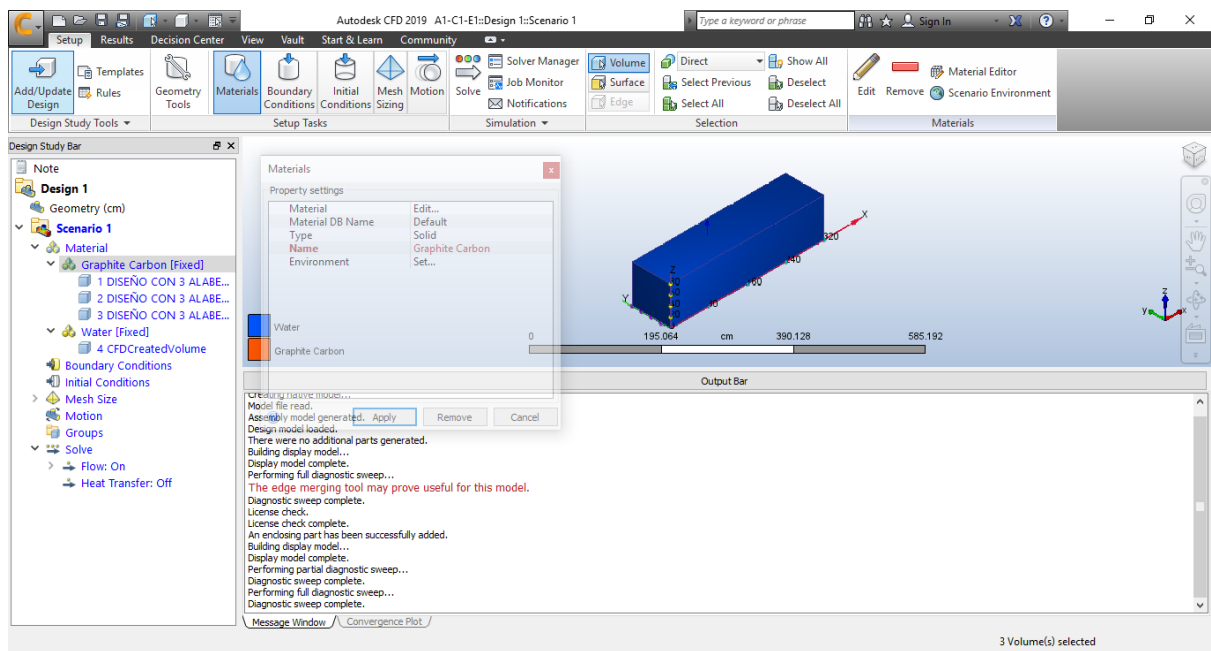 Autodesk CFD 2019 A1-C1-E1::Design 1::Scenario 1
Type a keyword or phrase
Sign In
Setup Results Decision Center View Vault Start & Learn Community
Add/Update Design
Templates
Rules
Geometry Tools
Materials
Boundary Conditions
Initial Conditions
Mesh Sizing
Motion
Solve
Solver Manager
Job Monitor
Notifications
Volume
Surface
Edge
Direct
Select Previous
Select All
Show All
Deselect
Deselect All
Edit
Remove
Material Editor
Scenario Environment
Design Study Tools
Setup Tasks
Simulation
Selection
Materials
Design Study Bar
Note
Design 1
Geometry (cm)
Scenario 1
Material
Graphite Carbon [Fixed]
1 DISEÑO CON 3 ALABE...
2 DISEÑO CON 3 ALABE...
3 DISEÑO CON 3 ALABE...
Water [Fixed]
4 CFDCreatedVolume
Boundary Conditions
Initial Conditions
Mesh Size
Motion
Groups
Solve
Flow: On
Heat Transfer: Off
Materials
x
Property settings
Material Edit...
Material DB Name Default
Type Solid
Name Graphite Carbon
Environment Set...
Water
Graphite Carbon
Apply
Remove
Cancel
X
320
240
160
Z
Y
0 195.064 cm 390.128 585.192
z
y
x
Output Bar
Creating native model...
Model file read.
Assembly model generated.
Design model loaded.
There were no additional parts generated.
Building display model...
Display model complete.
Performing full diagnostic sweep...
The edge merging tool may prove useful for this model.
Diagnostic sweep complete.
License check.
License check complete.
An enclosing part has been successfully added.
Building display model...
Display model complete.
Performing partial diagnostic sweep...
Diagnostic sweep complete.
Performing full diagnostic sweep...
Diagnostic sweep complete.
Message Window Convergence Plot
3 Volume(s) selected